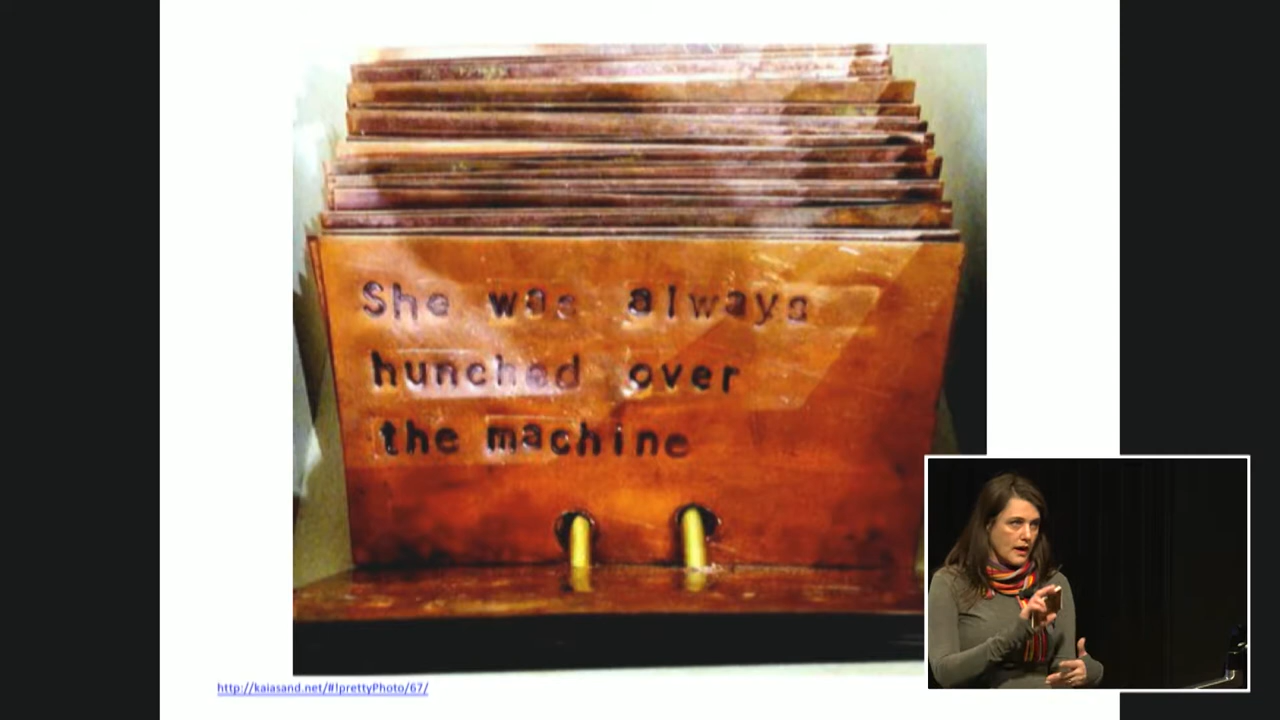 She was always
hunched over
the machine
http://kaiasand.net/#!prettyPhoto/67/